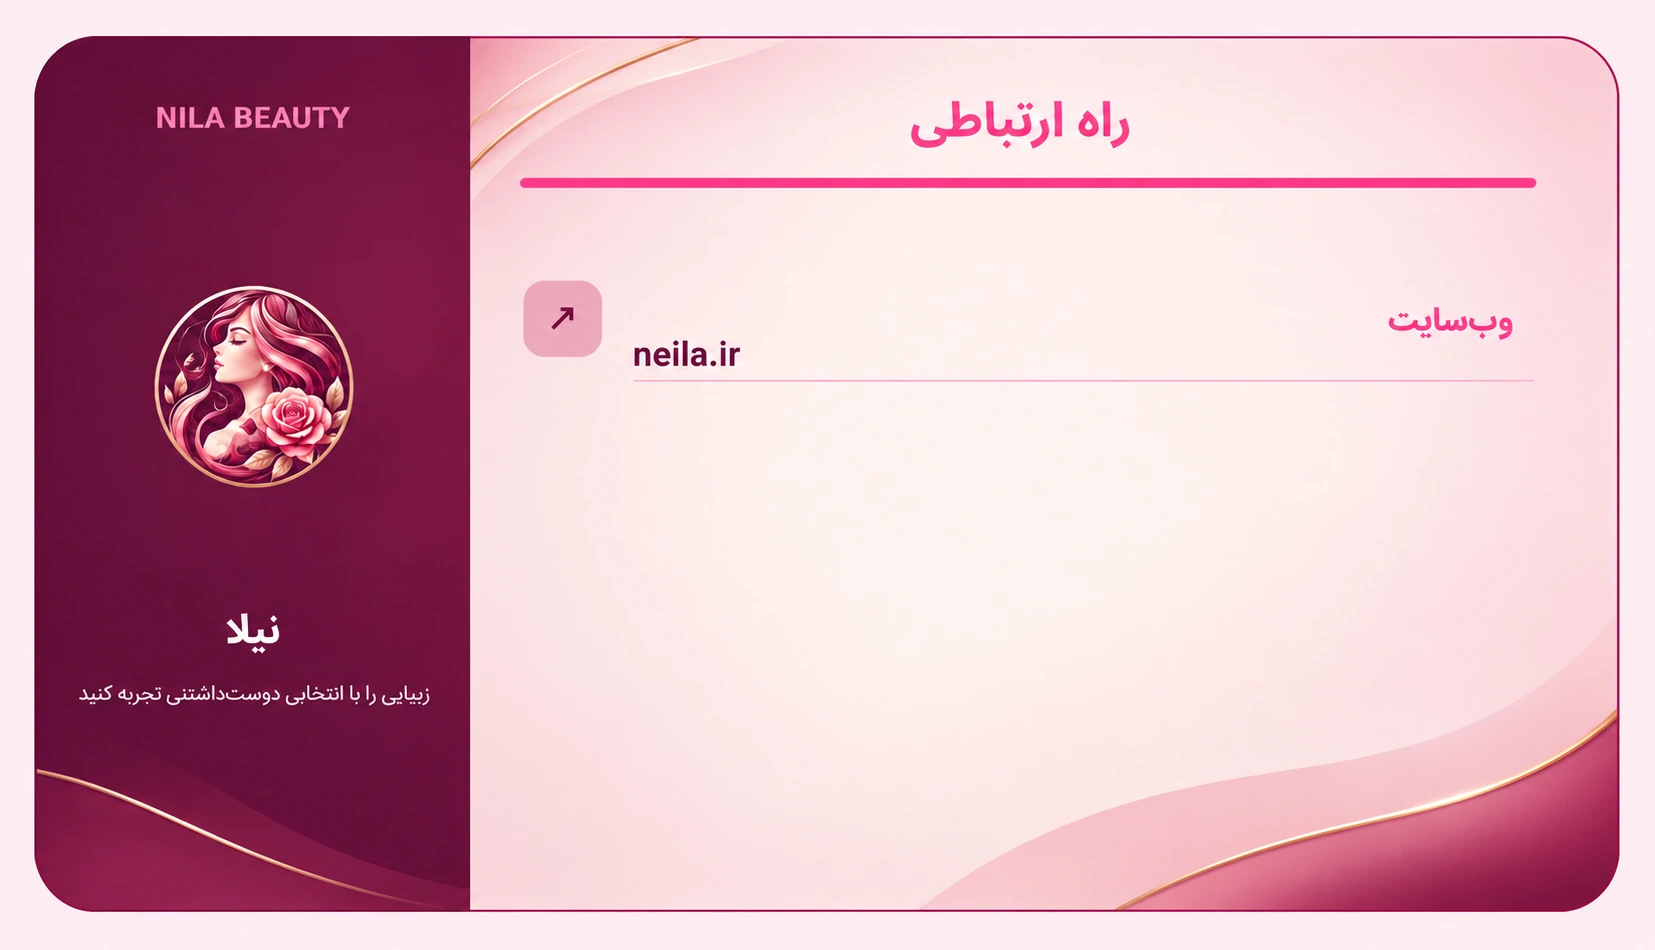 NILA BEAUTY
نیلا
زیبایی را با انتخابی دوست‌داشتنی تجربه کنید
راه ارتباطی
وب‌سایت
neila.ir